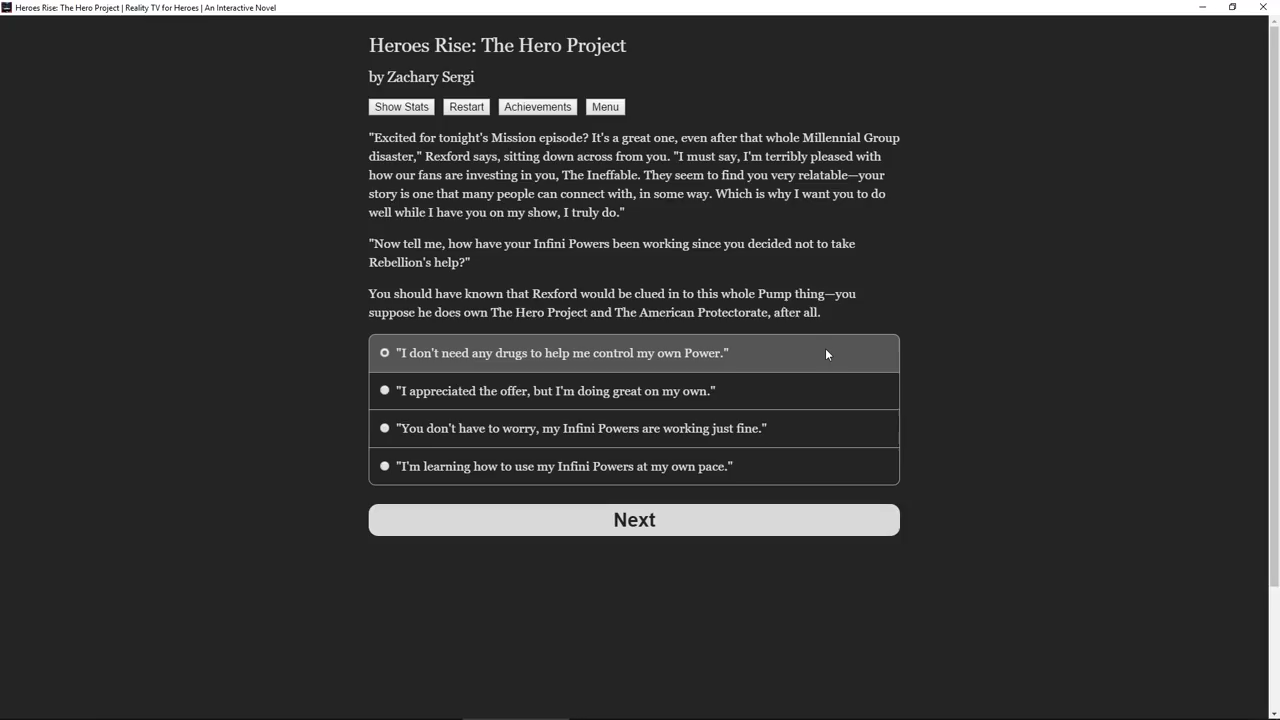 Heroes Rise: The Hero Project | Reality TV for Heroes | An Interactive Novel
Heroes Rise: The Hero Project
by Zachary Sergi
Show Stats Restart Achievements Menu
"Excited for tonight's Mission episode? It's a great one, even after that whole Millennial Group
disaster," Rexford says, sitting down across from you. "I must say, I'm terribly pleased with
how our fans are investing in you, The Ineffable. They seem to find you very relatable—your
story is one that many people can connect with, in some way. Which is why I want you to do
well while I have you on my show, I truly do."
"Now tell me, how have your Infini Powers been working since you decided not to take
Rebellion's help?"
You should have known that Rexford would be clued in to this whole Pump thing—you
suppose he does own The Hero Project and The American Protectorate, after all.
"I don't need any drugs to help me control my own Power."
"I appreciated the offer, but I'm doing great on my own."
"You don't have to worry, my Infini Powers are working just fine."
"I'm learning how to use my Infini Powers at my own pace."
Next